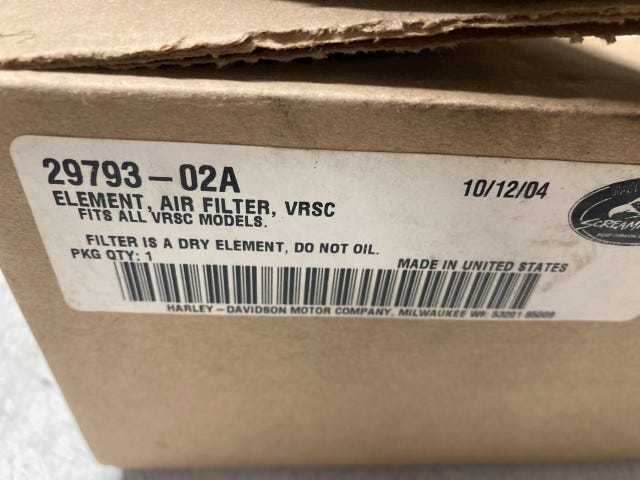 29793-02A 10/12/04
ELEMENT, AIR FILTER, VRSC
FITS ALL VRSC MODELS.
FILTER IS A DRY ELEMENT, DO NOT OIL.
PKG QTY: 1 MADE IN UNITED STATES
HARLEY-DAVIDSON MOTOR COMPANY, MILWAUKEE WI 53201